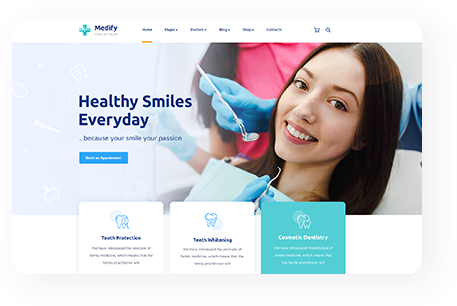 Medify
Home Pages Doctors Blog Shop Contacts
Healthy Smiles
Everyday
...because your smile your passion
Book an Appointment
Tooth Protection
We have introduced the principle of
family medicine, which means that the
family practitioner will
Teeth Whitening
We have introduced the principle of
family medicine, which means that the
family practitioner will
Cosmetic Dentistry
We have introduced the principle of
family medicine, which means that the
family practitioner will